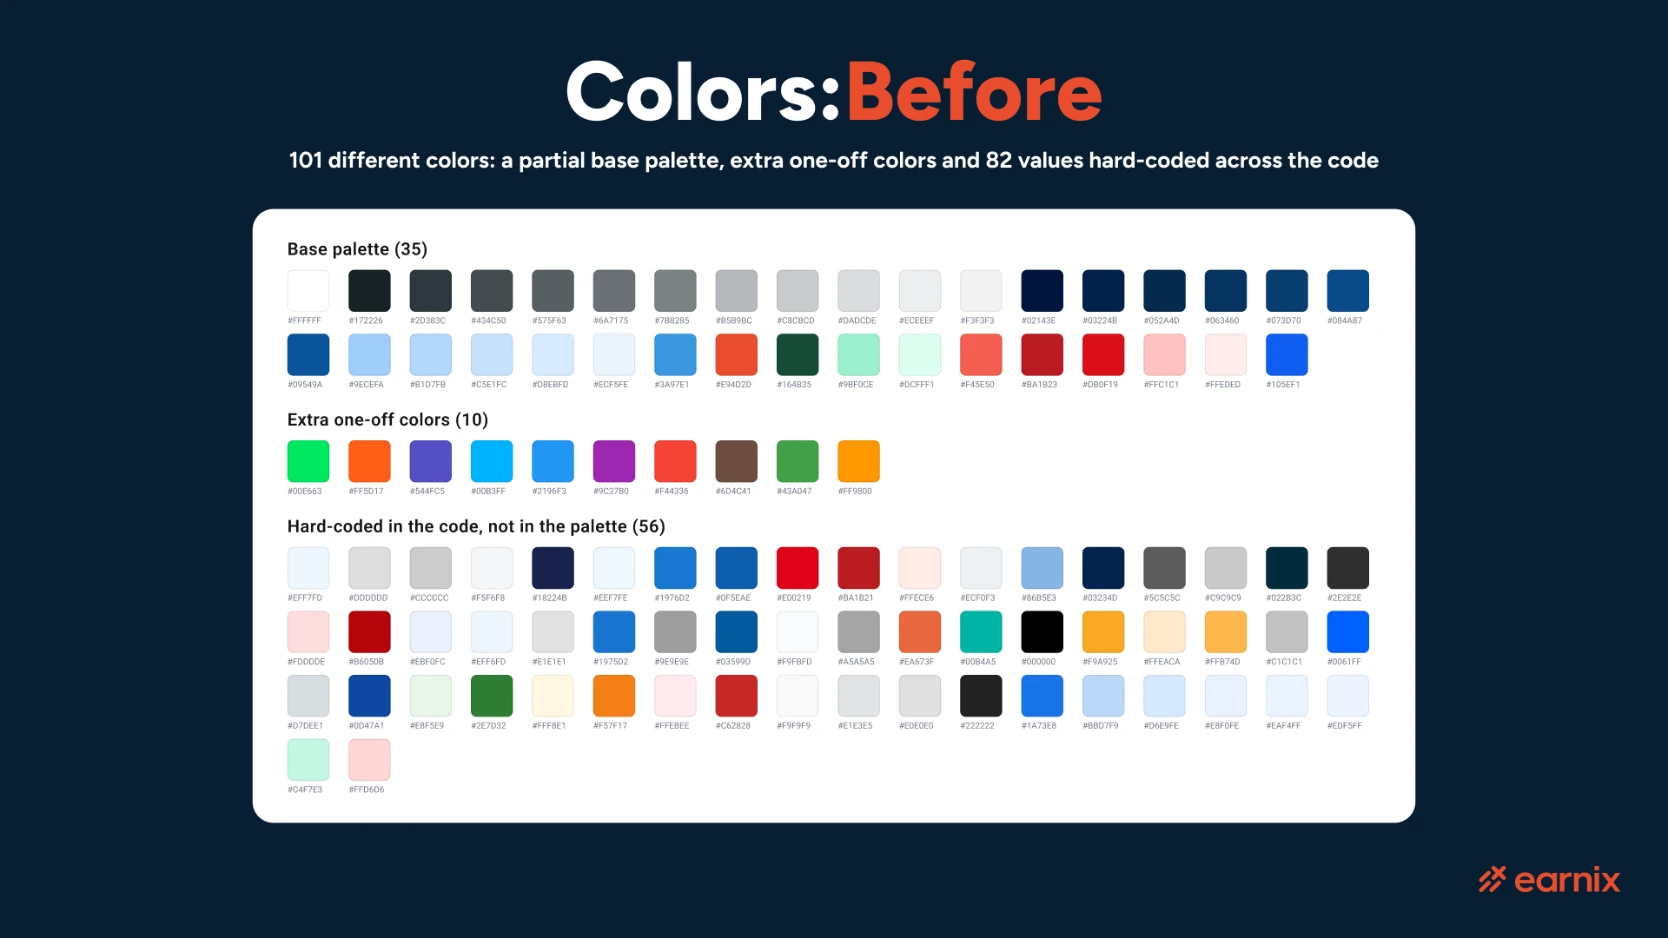 Colors:Before
101 different colors: a partial base palette, extra one-off colors and 82 values hard-coded across the code
Base palette (35)
#FFFFFF #172226 #2D383C #434C50 #575F63 #6A7175 #7B8285 #B5B9BC #C8CBCD #DADCDE #ECEEEF #F3F3F3 #02143E #03224B #052A4D #063460 #073D70 #084A87
#09549A #9ECEFA #B1D7FB #C5E1FC #D8EBFD #ECF5FE #3A97E1 #E94D2D #164B35 #9BF0CE #DCFFF1 #F45E50 #BA1B23 #DB0F19 #FFC1C1 #FFEDED #105EF1
Extra one-off colors (10)
#00E663 #FF5D17 #544FC5 #00B3FF #2196F3 #9C27B0 #F44336 #6D4C41 #43A047 #FF9800
Hard-coded in the code, not in the palette (56)
#EFF7FD #DDDDDD #CCCCCC #F5F6F8 #18224B #EEF7FE #1976D2 #0F5EAE #E00219 #BA1B21 #FFECE6 #ECF0F3 #86B5E3 #03234D #5C5C5C #C9C9C9 #022B3C #2E2E2E
#FDDDDE #B6050B #EBF0FC #EFF6FD #E1E1E1 #1975D2 #9E9E9E #03599D #F9FBFD #A5A5A5 #EA673F #00B4A5 #000000 #F9A925 #FFEACA #FFB74D #C1C1C1 #0061FF
#D7DEE1 #0D47A1 #E8F5E9 #2E7D32 #FFF8E1 #F57F17 #FFEBEE #C62828 #F9F9F9 #E1E3E5 #E0E0E0 #222222 #1A73E8 #BBD7F9 #D6E9FE #E8F0FE #EAF4FF #EDF5FF
#C4F7E3 #FFD6D6
earnix